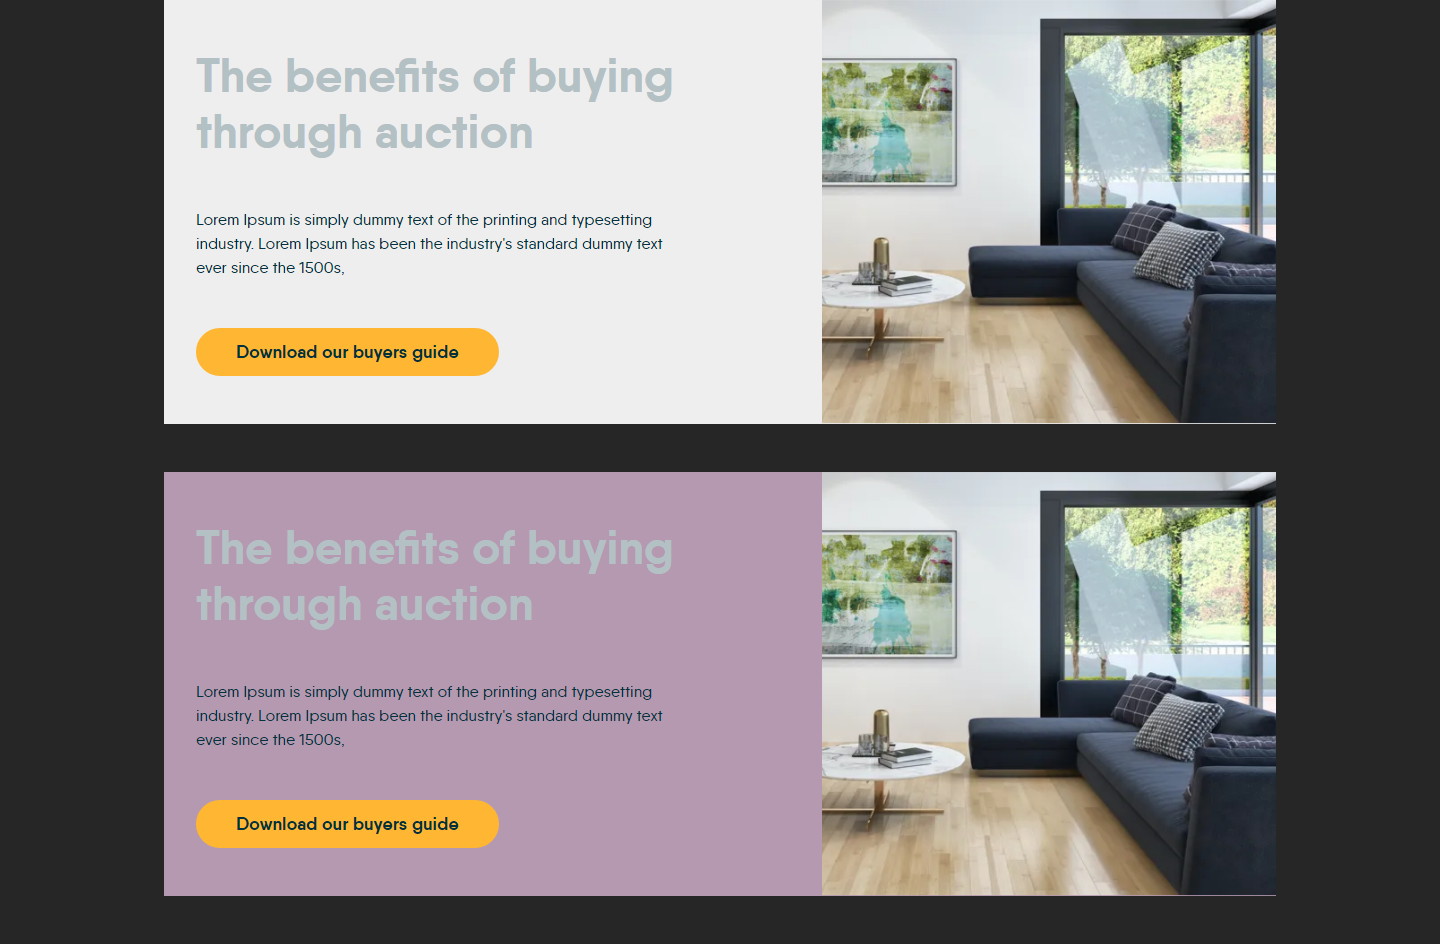 The benefits of buying
through auction
Lorem Ipsum is simply dummy text of the printing and typesetting
industry. Lorem Ipsum has been the industry's standard dummy text
ever since the 1500s,
Download our buyers guide
The benefits of buying
through auction
Lorem Ipsum is simply dummy text of the printing and typesetting
industry. Lorem Ipsum has been the industry's standard dummy text
ever since the 1500s,
Download our buyers guide